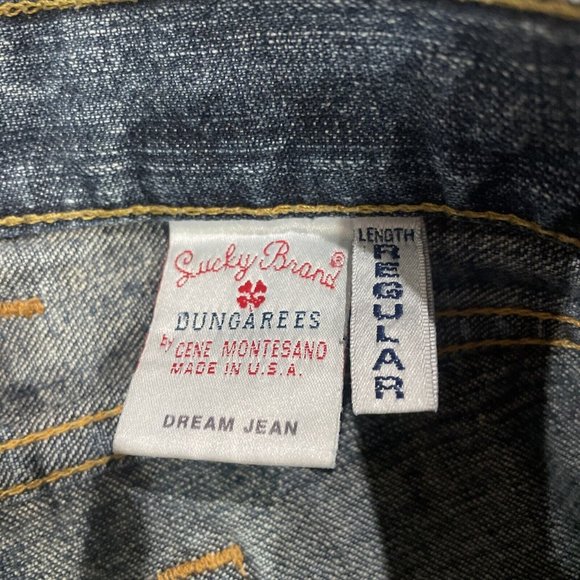 Lucky Brand®
DUNGAREES
by GENE MONTESANO
MADE IN U.S.A.
DREAM JEAN
LENGTH
REGULAR